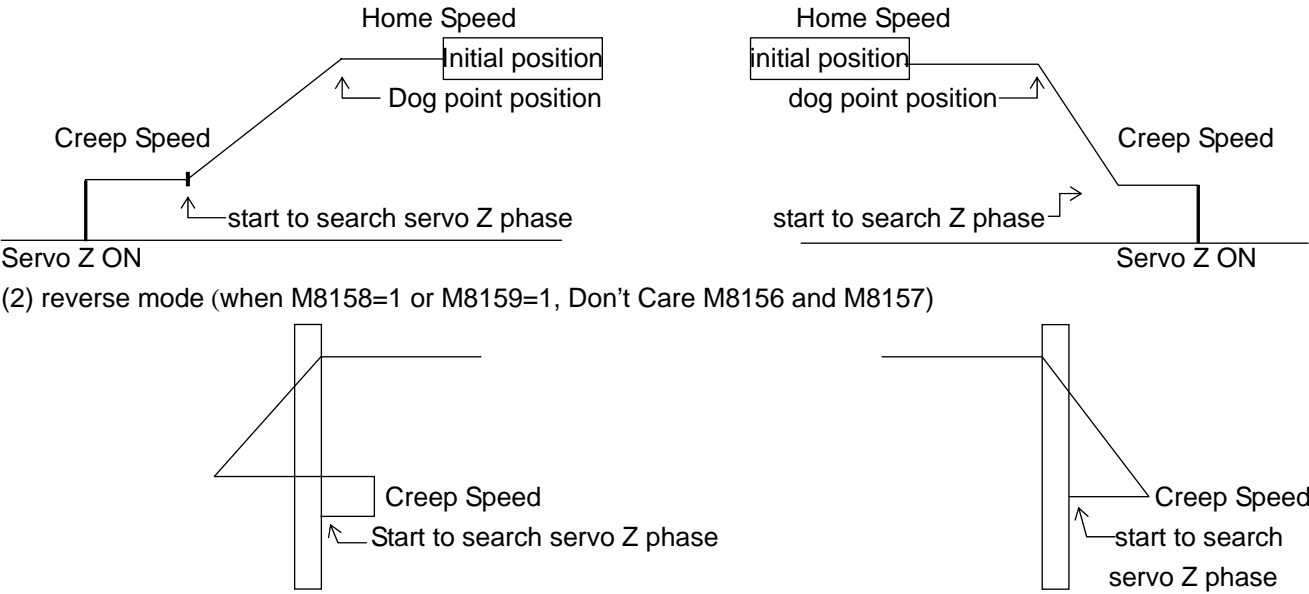 Home Speed
Initial position
Dog point position
Creep Speed
start to search servo Z phase
Servo Z ON
Home Speed
initial position
dog point position
Creep Speed
start to search Z phase
Servo Z ON
(2) reverse mode (when M8158=1 or M8159=1, Don't Care M8156 and M8157)
Creep Speed
Start to search servo Z phase
Creep Speed
start to search
servo Z phase